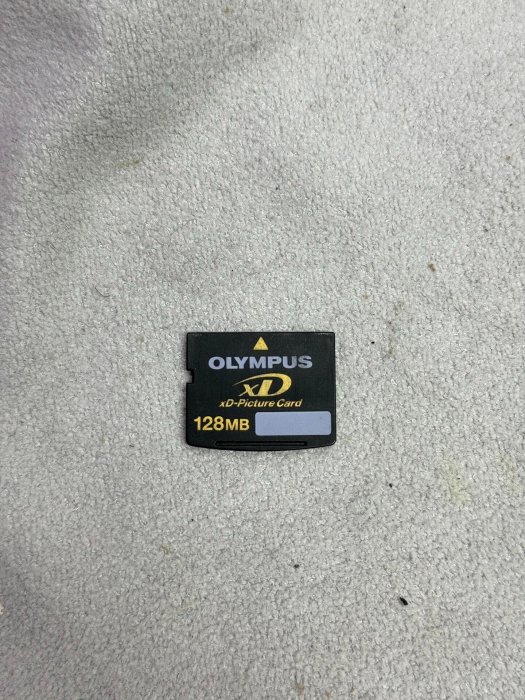 OLYMPUS
xD
xD-Picture Card
128MB